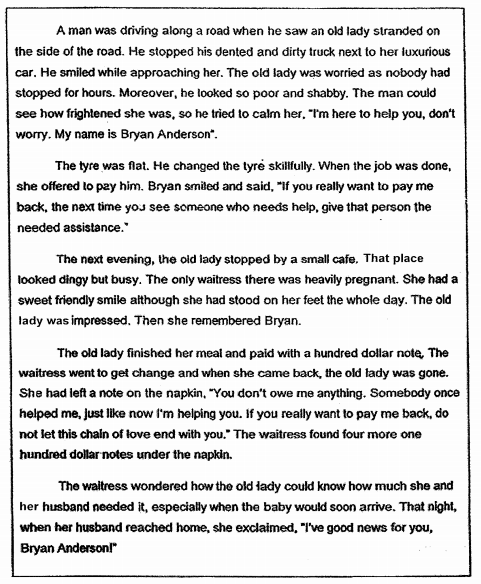 A man was driving along a road when he saw an old lady stranded on
the side of the road. He stopped his dented and dirty truck next to her luxurious
car. He smiled while approaching her. The old lady was worried as nobody had
stopped for hours. Moreover, he looked so poor and shabby. The man could
see how frightened she was, so he tried to calm her, "I'm here to help you, don't
worry. My name is Bryan Anderson".
The tyre was flat. He changed the tyre skillfully. When the job was done,
she offered to pay him. Bryan smiled and said, "If you really want to pay me
back, the next time you see someone who needs help, give that person the
needed assistance."
The next evening, the old lady stopped by a small cafe. That place
looked dingy but busy. The only waitress there was heavily pregnant. She had a
sweet friendly smile although she had stood on her feet the whole day. The old
lady was impressed. Then she remembered Bryan.
The old lady finished her meal and paid with a hundred dollar note. The
waitress went to get change and when she came back, the old lady was gone.
She had left a note on the napkin, "You don't owe me anything. Somebody once
helped me, just like now I'm helping you. If you really want to pay me back, do
not let this chain of love end with you." The waitress found four more one
hundred dollar notes under the napkin.
The waitress wondered how the old lady could know how much she and
her husband needed it, especially when the baby would soon arrive. That night,
when her husband reached home, she exclaimed, "I've good news for you,
Bryan Anderson!"